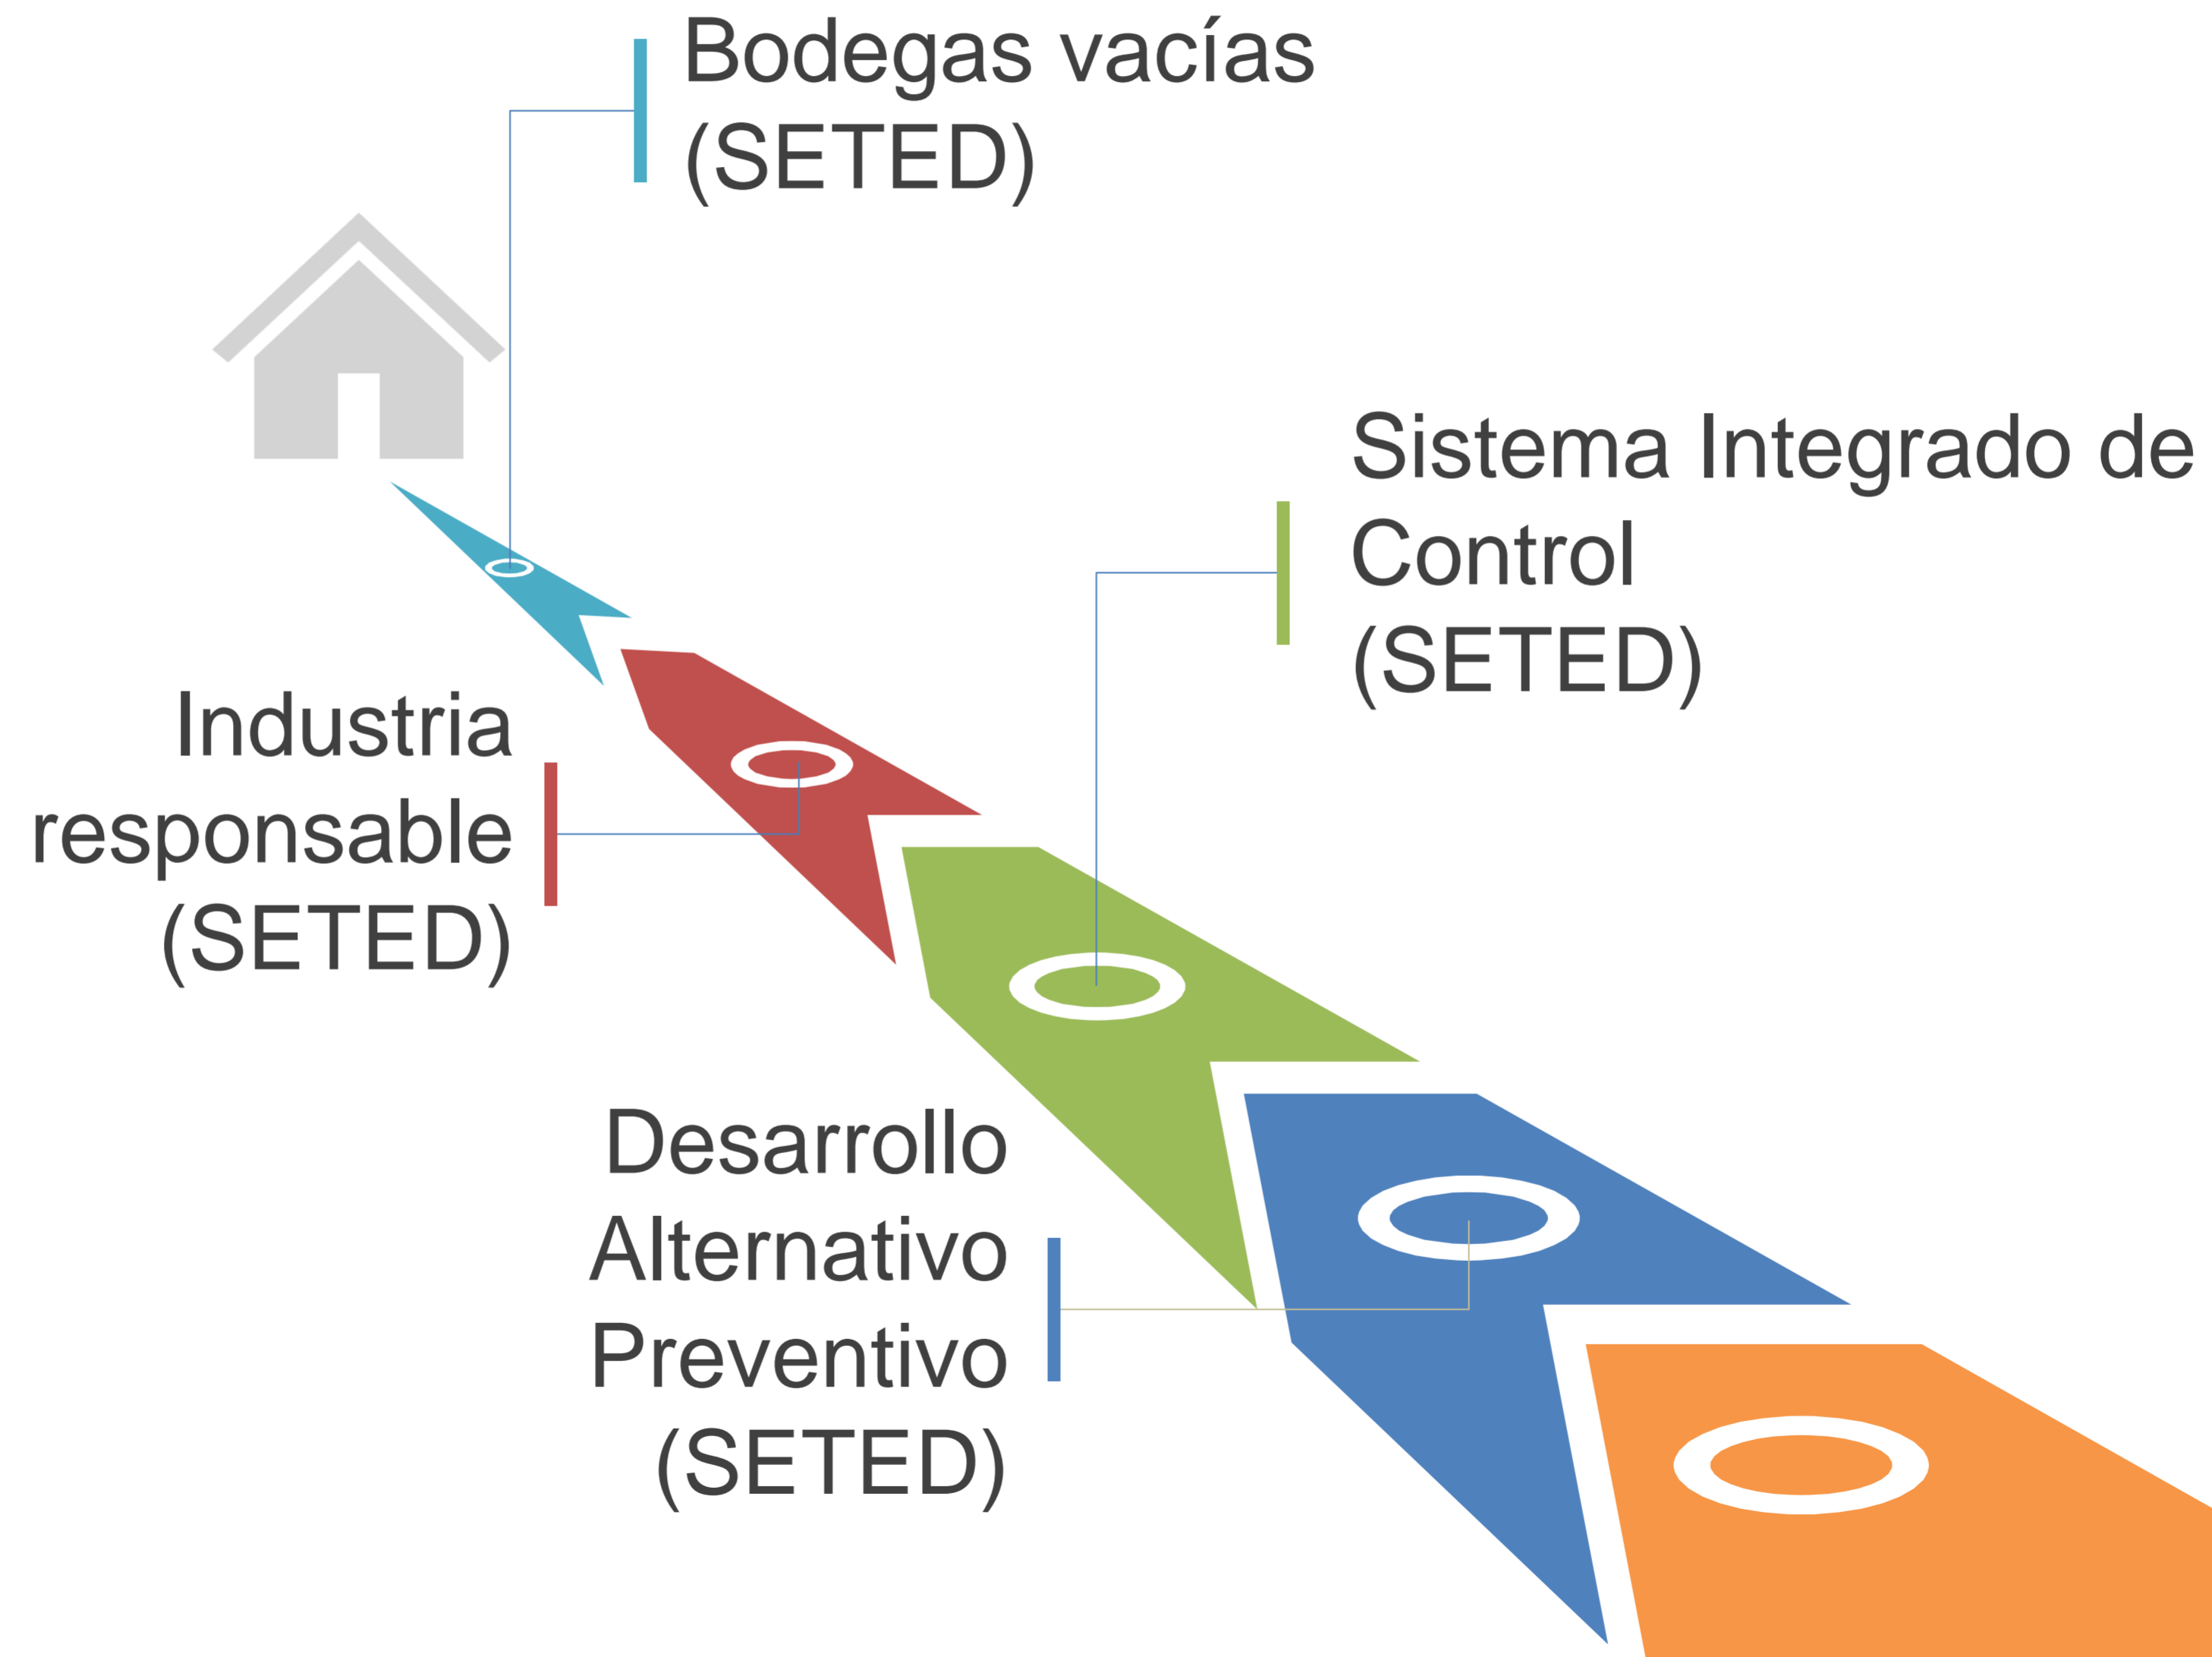 Bodegas vacías
(SETED)
Sistema Integrado de
Control
(SETED)
Industria
responsable
(SETED)
Desarrollo
Alternativo
Preventivo
(SETED)